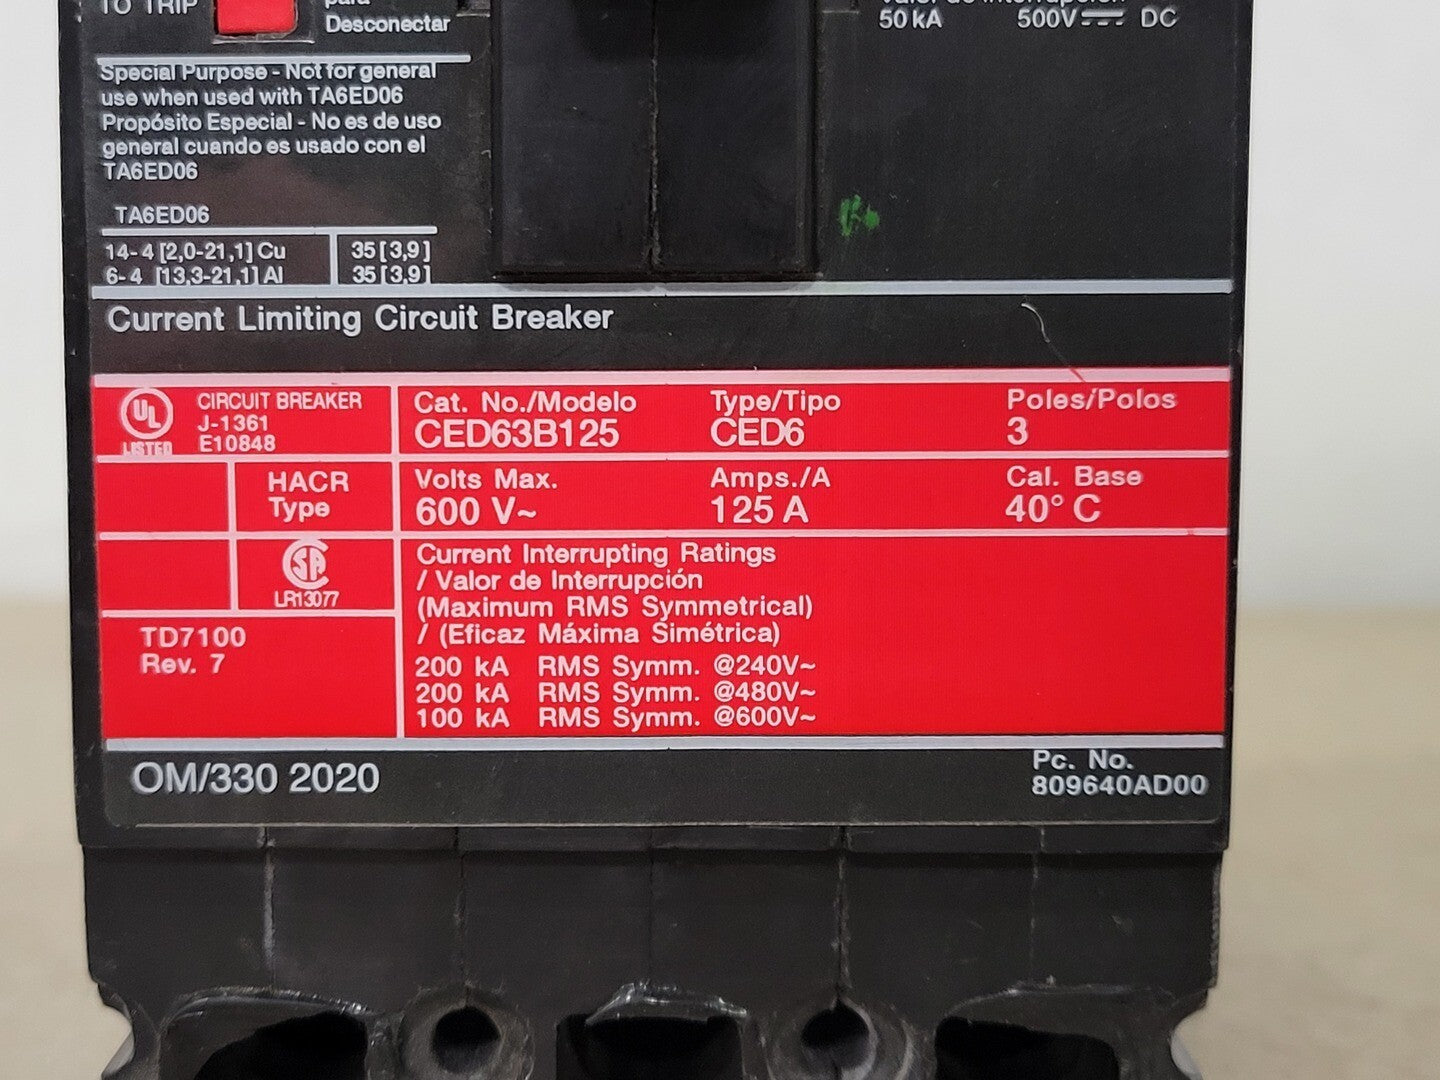 TO TRIP
para
Desconectar
Valor de Interrupción
50 kA 500V DC
Special Purpose - Not for general
use when used with TA6ED06
Propósito Especial - No es de uso
general cuando es usado con el
TA6ED06
TA6ED06
14-4 [2,0-21,1] Cu 35 [3,9]
6-4 [13,3-21,1] Al 35 [3,9]
Current Limiting Circuit Breaker
UL
LISTED
CIRCUIT BREAKER
J-1361
E10848
Cat. No./Modelo
CED63B125
Type/Tipo
CED6
Poles/Polos
3
HACR
Type
Volts Max.
600 V~
Amps./A
125 A
Cal. Base
40° C
SA
LR13077
TD7100
Rev. 7
Current Interrupting Ratings
/ Valor de Interrupción
(Maximum RMS Symmetrical)
/ (Eficaz Máxima Simétrica)
200 kA RMS Symm. @240V~
200 kA RMS Symm. @480V~
100 kA RMS Symm. @600V~
OM/330 2020
Pc. No.
809640AD00